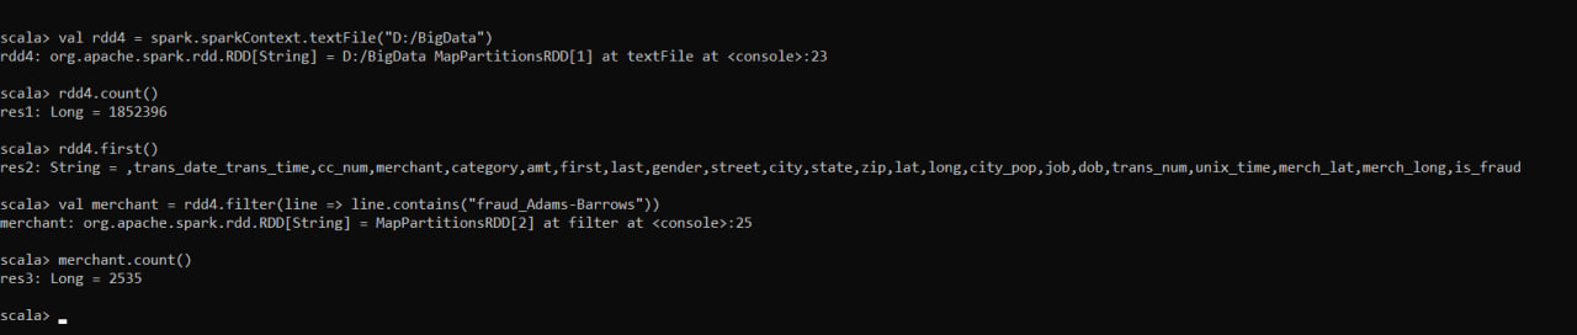 scala> val rdd4 = spark.sparkContext.textFile("D:/BigData")
rdd4: org.apache.spark.rdd.RDD[String] = D:/BigData MapPartitionsRDD[1] at textFile at <console>:23
scala> rdd4.count()
res1: Long = 1852396
scala> rdd4.first()
res2: String = ,trans_date_trans_time,cc_num,merchant,category,amt,first,last,gender,street,city,state,zip,lat,long,city_pop,job,dob,trans_num,unix_time,merch_lat,merch_long,is_fraud
scala> val merchant = rdd4.filter(line => line.contains("fraud_Adams-Barrows"))
merchant: org.apache.spark.rdd.RDD[String] = MapPartitionsRDD[2] at filter at <console>:25
scala> merchant.count()
res3: Long = 2535
scala>